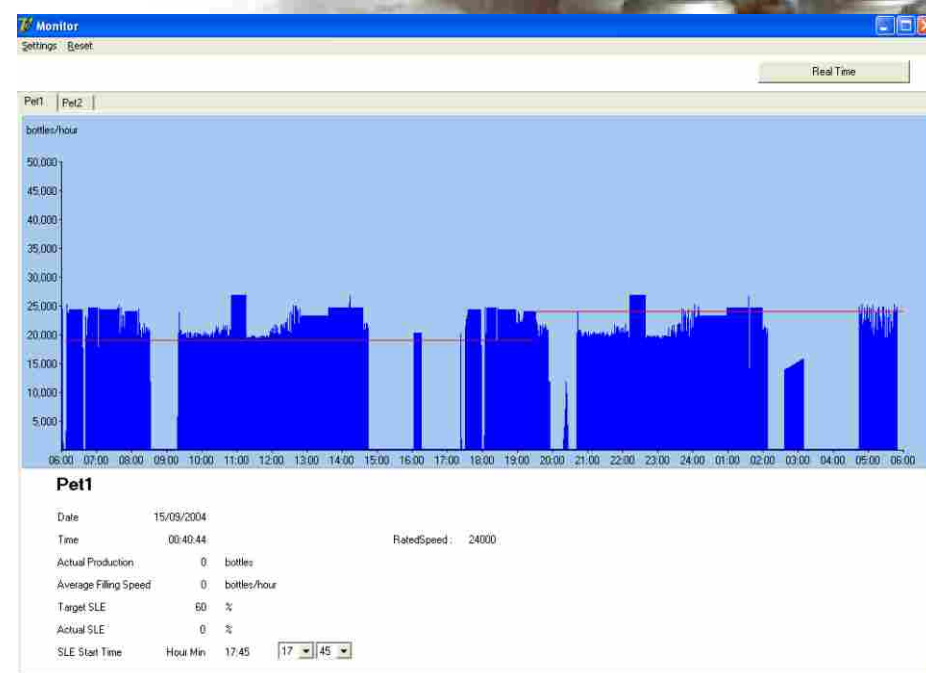 Monitor
Settings Reset
Real Time
Pet1 Pet2
bottles/hour
50,000
45,000
40,000
35,000
30,000
25,000
20,000
15,000
10,000
5,000
06:00 07:00 08:00 09:00 10:00 11:00 12:00 13:00 14:00 15:00 16:00 17:00 18:00 19:00 20:00 21:00 22:00 23:00 24:00 01:00 02:00 03:00 04:00 05:00 06:00
Pet1
Date 15/09/2004
Time 00:40:44 RatedSpeed : 24000
Actual Production 0 bottles
Average Filling Speed 0 bottles/hour
Target SLE 60 %
Actual SLE 0 %
SLE Start Time Hour Min 17:45 17 45